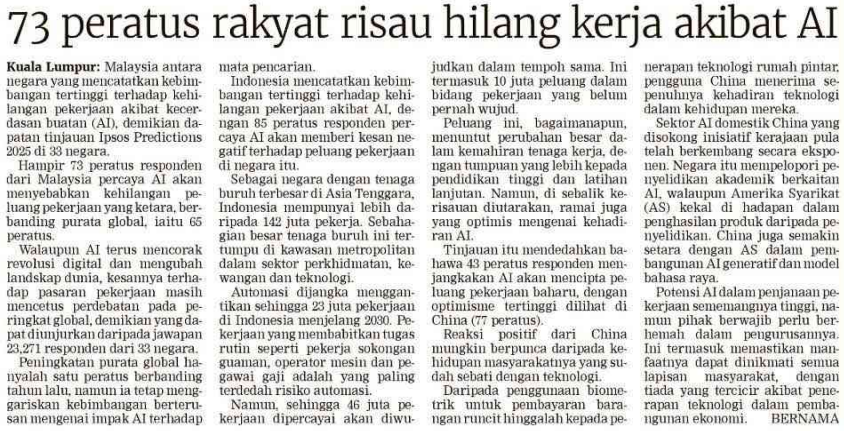 73 peratus rakyat risau hilang kerja akibat AI
Kuala Lumpur: Malaysia antara
negara yang mencatatkan kebim-
bangan tertinggi terhadap kehi-
langan pekerjaan akibat kecer-
dasan buatan (AI), demikian da-
patan tinjauan Ipsos Predictions
2025 di 33 negara.
Hampir 73 peratus responden
dari Malaysia percaya AI akan
menyebabkan kehilangan pe-
luang pekerjaan yang ketara, ber-
banding purata global, iaitu 65
peratus.
Walaupun AI terus mencorak
revolusi digital dan mengubah
landskap dunia, kesannya terha-
dap pasaran pekerjaan masih
mencetus perdebatan pada pe-
ringkat global, demikian yang da-
pat diunjurkan daripada jawapan
23,271 responden dari 33 negara.
Peningkatan purata global ha-
nyalah satu peratus berbanding
tahun lalu, namun ia tetap meng-
gariskan kebimbangan berteru-
san mengenai impak AI terhadap
mata pencarian.
Indonesia mencatatkan kebim-
bangan tertinggi terhadap kehi-
langan pekerjaan akibat AI, de-
ngan 85 peratus responden per-
caya AI akan memberi kesan ne-
gatif terhadap peluang pekerjaan
di negara itu.
Sebagai negara dengan tenaga
buruh terbesar di Asia Tenggara,
Indonesia mempunyai lebih da-
ripada 142 juta pekerja. Sebaha-
gian besar tenaga buruh ini ter-
tumpu di kawasan metropolitan
dalam sektor perkhidmatan, ke-
wangan dan teknologi.
Automasi dijangka menggan-
tikan sehingga 23 juta pekerjaan
di Indonesia menjelang 2030. Pe-
kerjaan yang membabitkan tugas
rutin seperti pekerja sokongan
guaman, operator mesin dan pe-
gawai gaji adalah yang paling
terdedah risiko automasi.
Namun, sehingga 46 juta pe-
kerjaan dipercayai akan diwu-
judkan dalam tempoh sama. Ini
termasuk 10 juta peluang dalam
bidang pekerjaan yang belum
pernah wujud.
Peluang ini, bagaimanapun,
menuntut perubahan besar da-
lam kemahiran tenaga kerja, de-
ngan tumpuan yang lebih kepada
pendidikan tinggi dan latihan
lanjutan. Namun, di sebalik ke-
risauan diutarakan, ramai juga
yang optimis mengenai kehadi-
ran AI.
Tinjauan itu mendedahkan ba-
hawa 43 peratus responden men-
jangkakan AI akan mencipta pe-
luang pekerjaan baharu, dengan
optimisme tertinggi dilihat di
China (77 peratus).
Reaksi positif dari China
mungkin berpunca daripada ke-
hidupan masyarakatnya yang su-
dah sebati dengan teknologi.
Daripada penggunaan biome-
trik untuk pembayaran bara-
ngan runcit hinggalah kepada pe-
nerapan teknologi rumah pintar,
pengguna China menerima se-
penuhnya kehadiran teknologi
dalam kehidupan mereka.
Sektor AI domestik China yang
disokong inisiatif kerajaan pula
telah berkembang secara ekspo-
nen. Negara itu mempelopori pe-
nyelidikan akademik berkaitan
AI, walaupun Amerika Syarikat
(AS) kekal di hadapan dalam
penghasilan produk daripada pe-
nyelidikan. China juga semakin
setara dengan AS dalam pem-
bangunan AI generatif dan model
bahasa raya.
Potensi AI dalam penjanaan pe-
kerjaan sememangnya tinggi, na-
mun pihak berwajib perlu ber-
hemah dalam pengurusannya.
Ini termasuk memastikan man-
faatnya dapat dinikmati semua
lapisan masyarakat, dengan
tiada yang tercicir akibat pene-
rapan teknologi dalam pemba-
ngunan ekonomi. BERNAMA